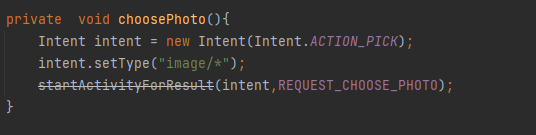 private  void choosePhoto(){
    Intent intent = new Intent(Intent.ACTION_PICK);
    intent.setType("image/*");
    startActivityForResult(intent,REQUEST_CHOOSE_PHOTO);
}